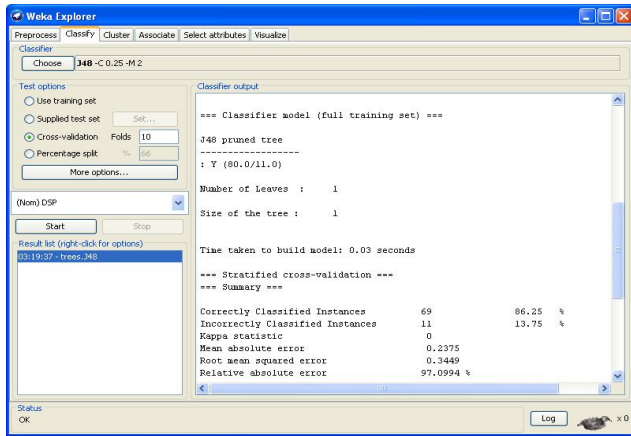 Weka Explorer
Preprocess Classify Cluster Associate Select attributes Visualize
Classifier
Choose J48 -C 0.25 -M 2
Test options
Use training set
Supplied test set Set...
Cross-validation Folds 10
Percentage split % 66
More options...
(Nom) DSP
Start Stop
Result list (right-click for options)
03:19:37 - trees.J48
Classifier output
=== Classifier model (full training set) ===
J48 pruned tree
------------------
: Y (80.0/11.0)
Number of Leaves : 1
Size of the tree : 1
Time taken to build model: 0.03 seconds
=== Stratified cross-validation ===
=== Summary ===
Correctly Classified Instances 69 86.25 %
Incorrectly Classified Instances 11 13.75 %
Kappa statistic 0
Mean absolute error 0.2375
Root mean squared error 0.3449
Relative absolute error 97.0994 %
Status
OK
Log x 0